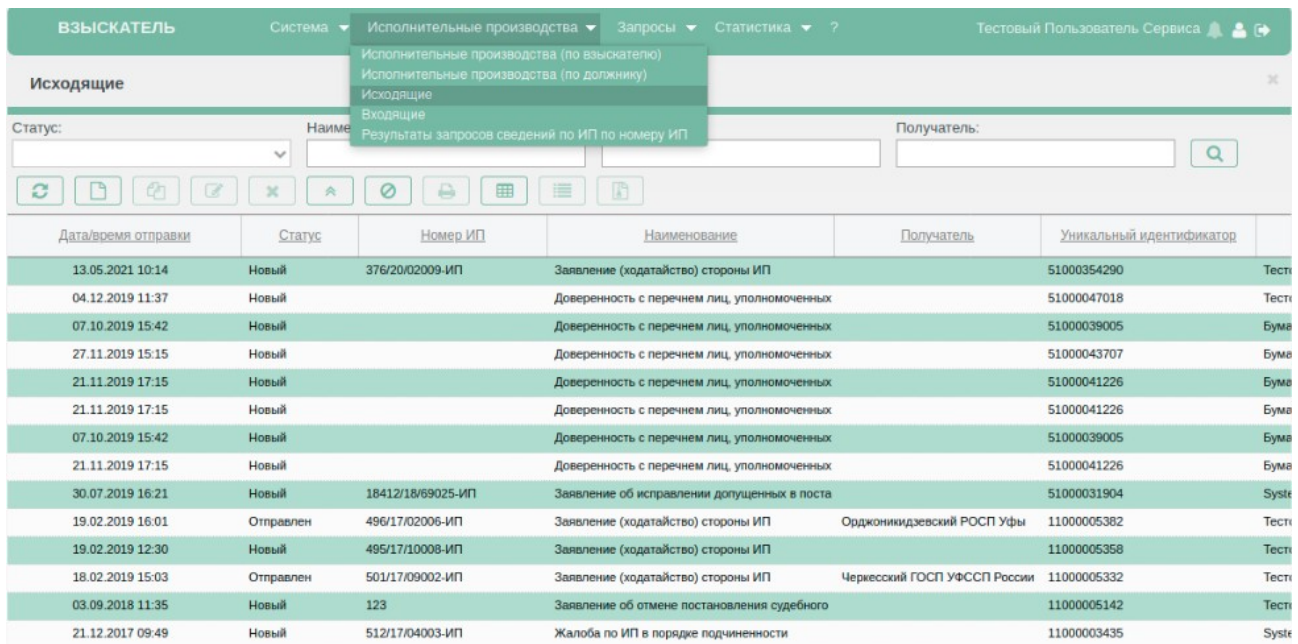 ВЗЫСКАТЕЛЬ Система Исполнительные производства Запросы Статистика ? Тестовый Пользователь Сервиса
Исполнительные производства (по взыскателю)
Исполнительные производства (по должнику)
Исходящие
Входящие
Результаты запросов сведений по ИП по номеру ИП
Исходящие
Статус: Получатель:
Дата/время отправки Статус Номер ИП Наименование Получатель Уникальный идентификатор
13.05.2021 10:14 Новый 376/20/02009-ИП Заявление (ходатайство) стороны ИП 51000354290
04.12.2019 11:37 Новый Доверенность с перечнем лиц, уполномоченных 51000047018
07.10.2019 15:42 Новый Доверенность с перечнем лиц, уполномоченных 51000039005
27.11.2019 15:15 Новый Доверенность с перечнем лиц, уполномоченных 51000043707
21.11.2019 17:15 Новый Доверенность с перечнем лиц, уполномоченных 51000041226
21.11.2019 17:15 Новый Доверенность с перечнем лиц, уполномоченных 51000041226
07.10.2019 15:42 Новый Доверенность с перечнем лиц, уполномоченных 51000039005
21.11.2019 17:15 Новый Доверенность с перечнем лиц, уполномоченных 51000041226
30.07.2019 16:21 Новый 18412/18/69025-ИП Заявление об исправлении допущенных в поста 51000031904
19.02.2019 16:01 Отправлен 496/17/02006-ИП Заявление (ходатайство) стороны ИП Орджоникидзевский РОСП Уфы 11000005382
19.02.2019 12:30 Новый 495/17/10008-ИП Заявление (ходатайство) стороны ИП 11000005358
18.02.2019 15:03 Отправлен 501/17/09002-ИП Заявление (ходатайство) стороны ИП Черкесский ГОСП УФССП России 11000005332
03.09.2018 11:35 Новый 123 Заявление об отмене постановления судебного 11000005142
21.12.2017 09:49 Новый 512/17/04003-ИП Жалоба по ИП в порядке подчиненности 11000003435